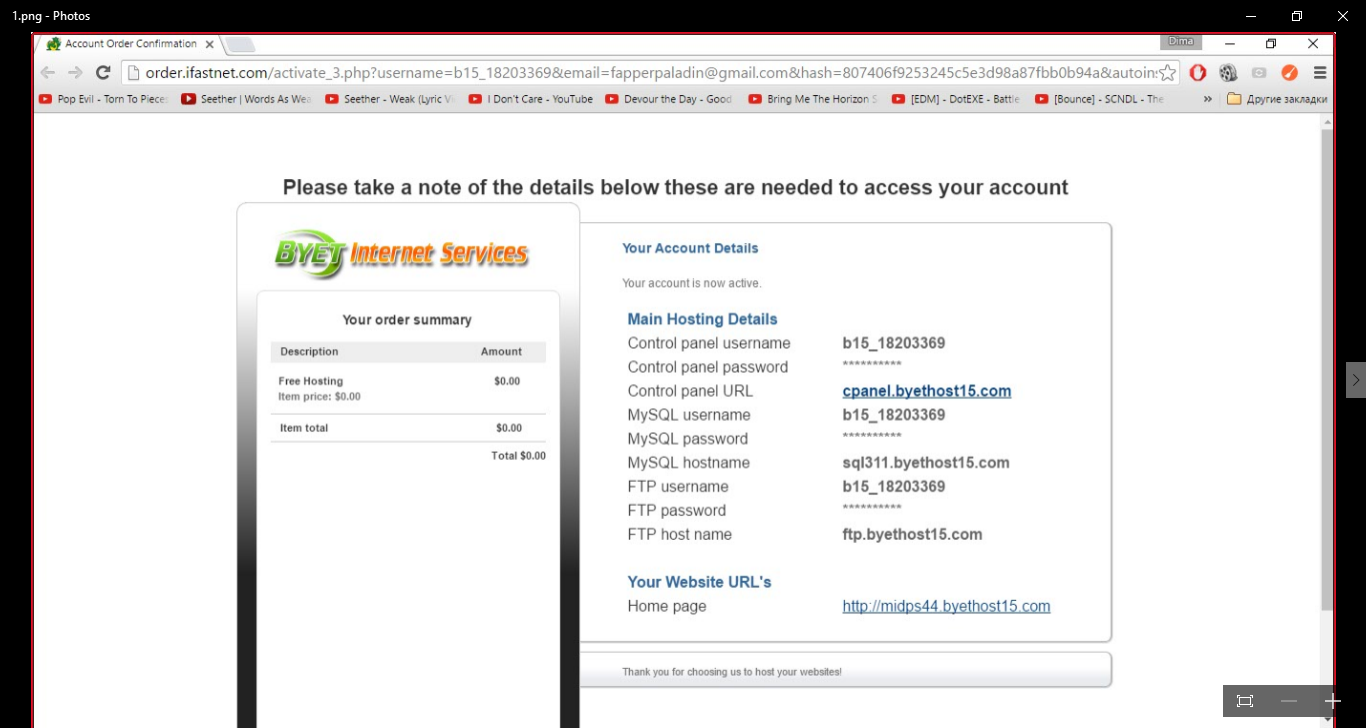 1.png - Photos
Account Order Confirmation
Dima
order.ifastnet.com/activate_3.php?username=b15_18203369&email=fapperpaladin@gmail.com&hash=807406f9253245c5e3d98a87fbb0b94a&autoins
Pop Evil - Torn To Pieces
Seether | Words As Wea
Seether - Weak (Lyric V
I Don't Care - YouTube
Devour the Day - Good
Bring Me The Horizon S
[EDM] - DotEXE - Battle
[Bounce] - SCNDL - The
»
Другие закладки
Please take a note of the details below these are needed to access your account
BYET Internet Services
Your order summary
Description Amount
Free Hosting $0.00
Item price: $0.00
Item total $0.00
Total $0.00
Your Account Details
Your account is now active.
Main Hosting Details
Control panel username b15_18203369
Control panel password **********
Control panel URL cpanel.byethost15.com
MySQL username b15_18203369
MySQL password **********
MySQL hostname sql311.byethost15.com
FTP username b15_18203369
FTP password **********
FTP host name ftp.byethost15.com
Your Website URL's
Home page http://midps44.byethost15.com
Thank you for choosing us to host your websites!